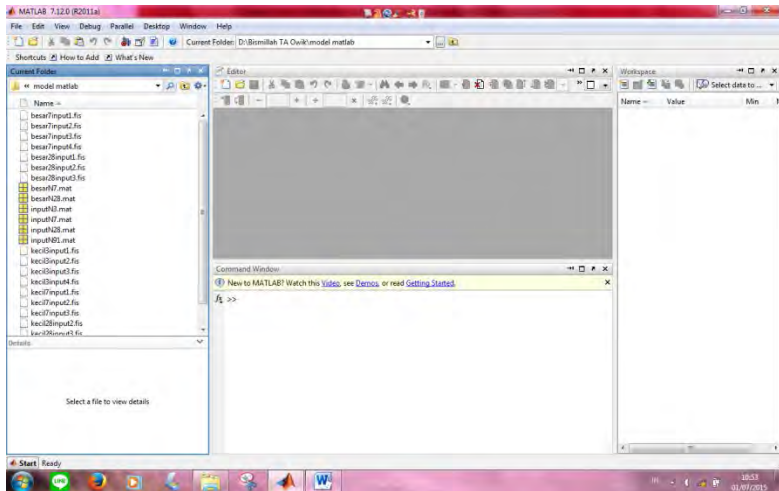 MATLAB 7.12.0 (R2011a)
File Edit View Debug Parallel Desktop Window Help
Current Folder: D:\Bismillah TA Owik\model matlab
Shortcuts How to Add What's New
Current Folder
« model matlab
Name
besar7input1.fis
besar7input2.fis
besar7input3.fis
besar7input4.fis
besar28input1.fis
besar28input2.fis
besar28input3.fis
besarN7.mat
besarN28.mat
inputN3.mat
inputN7.mat
inputN28.mat
inputN91.mat
kecil3input1.fis
kecil3input2.fis
kecil3input3.fis
kecil3input4.fis
kecil7input1.fis
kecil7input2.fis
kecil7input3.fis
kecil28input2.fis
kecil28input3.fis
Details
Select a file to view details
Editor
Command Window
New to MATLAB? Watch this Video, see Demos, or read Getting Started.
fx >>
Workspace
Select data to ...
Name Value Min
Start Ready
LINE
W
10:53
01/07/2015